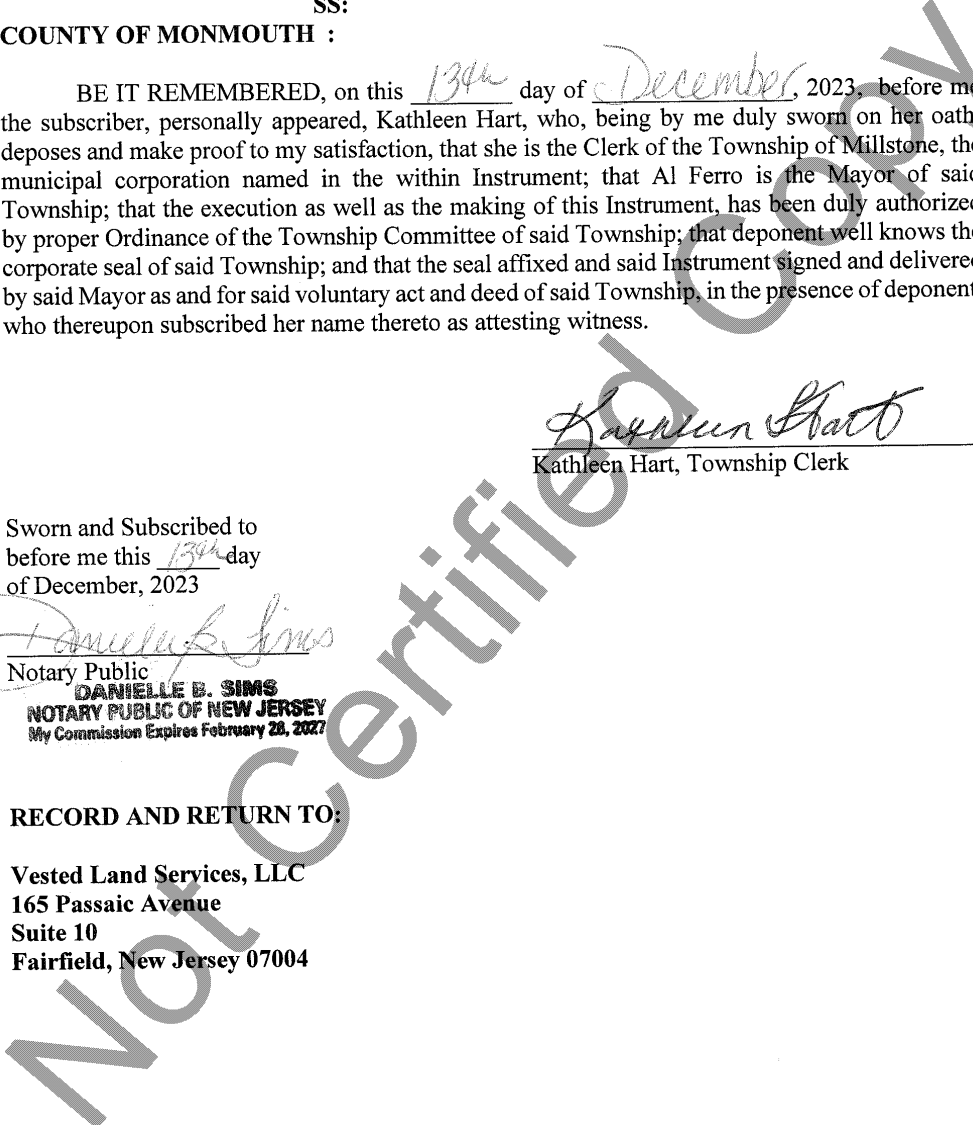 SS:
COUNTY OF MONMOUTH :
BE IT REMEMBERED, on this 13th day of December, 2023, before me
the subscriber, personally appeared, Kathleen Hart, who, being by me duly sworn on her oath
deposes and make proof to my satisfaction, that she is the Clerk of the Township of Millstone, the
municipal corporation named in the within Instrument; that Al Ferro is the Mayor of said
Township; that the execution as well as the making of this Instrument, has been duly authorized
by proper Ordinance of the Township Committee of said Township; that deponent well knows the
corporate seal of said Township; and that the seal affixed and said Instrument signed and delivered
by said Mayor as and for said voluntary act and deed of said Township, in the presence of deponent
who thereupon subscribed her name thereto as attesting witness.
Kathleen Hart
Kathleen Hart, Township Clerk
Sworn and Subscribed to
before me this 13th day
of December, 2023
Danielle B. Sims
Notary Public
DANIELLE B. SIMS
NOTARY PUBLIC OF NEW JERSEY
My Commission Expires February 28, 2027
RECORD AND RETURN TO:
Vested Land Services, LLC
165 Passaic Avenue
Suite 10
Fairfield, New Jersey 07004
Not Certified Copy